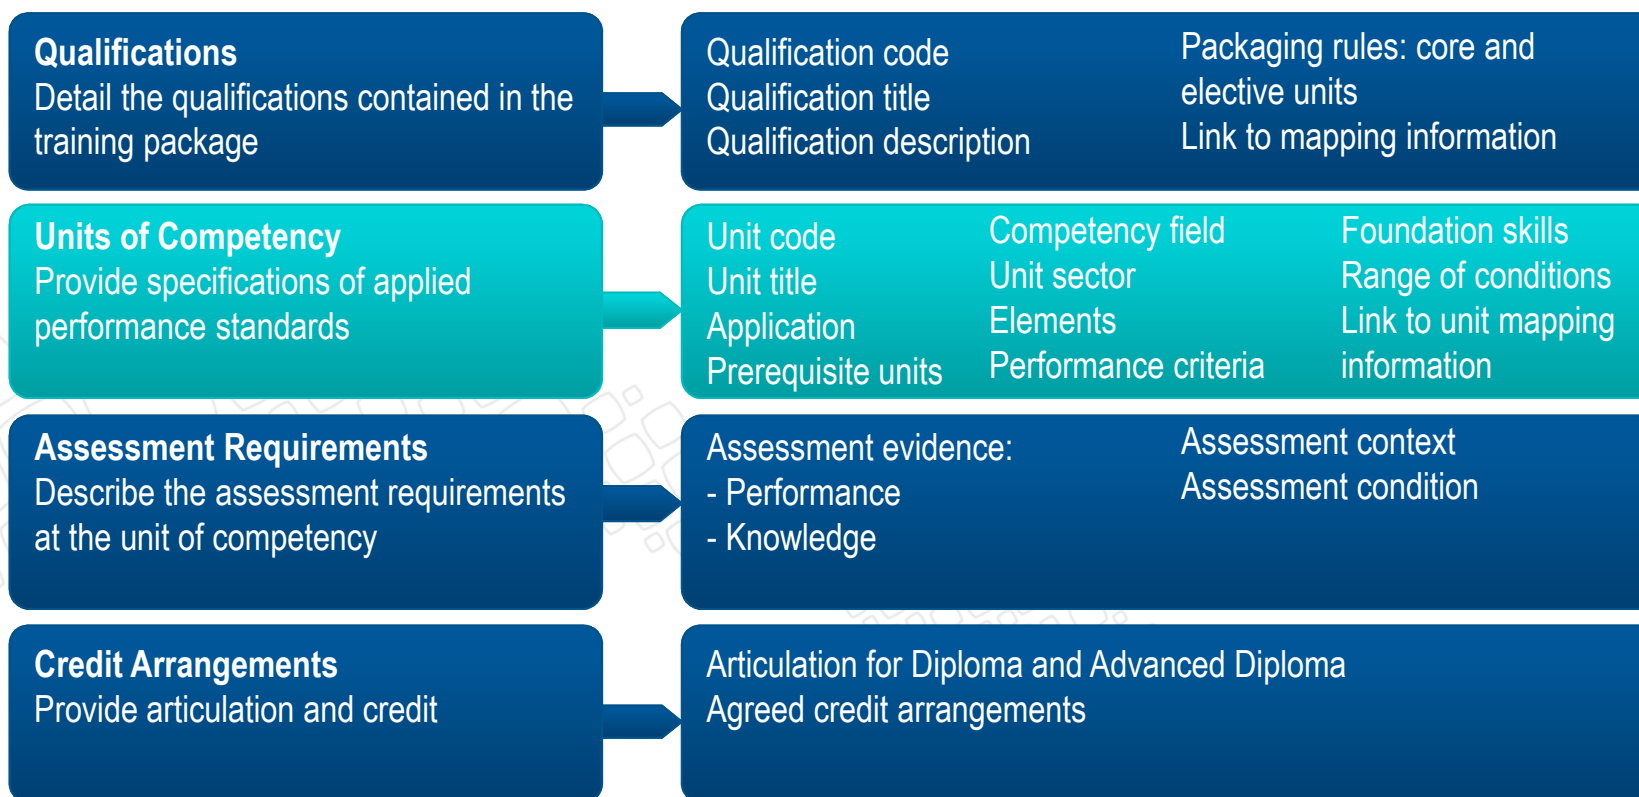 Qualifications
Detail the qualifications contained in the
training package
Qualification code
Qualification title
Qualification description
Packaging rules: core and
elective units
Link to mapping information
Units of Competency
Provide specifications of applied
performance standards
Unit code
Unit title
Application
Prerequisite units
Competency field
Unit sector
Elements
Performance criteria
Foundation skills
Range of conditions
Link to unit mapping
information
Assessment Requirements
Describe the assessment requirements
at the unit of competency
Assessment evidence:
- Performance
- Knowledge
Assessment context
Assessment condition
Credit Arrangements
Provide articulation and credit
Articulation for Diploma and Advanced Diploma
Agreed credit arrangements